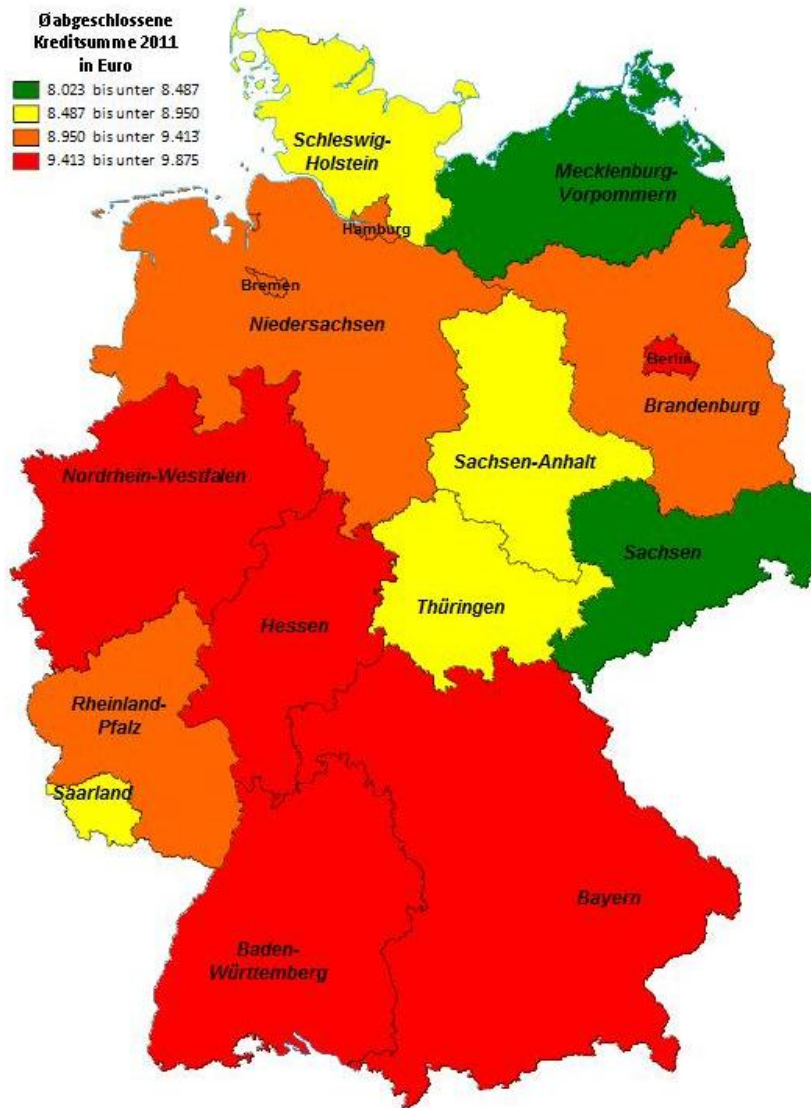 Øabgeschlossene
Kreditsumme 2011
in Euro
8.023 bis unter 8.487
8.487 bis unter 8.950
8.950 bis unter 9.413
9.413 bis unter 9.875
Schleswig-
Holstein
Mecklenburg-
Vorpommern
Hamburg
Bremen
Niedersachsen
Berlin
Brandenburg
Sachsen-Anhalt
Nordrhein-Westfalen
Sachsen
Thüringen
Hessen
Rheinland-
Pfalz
Saarland
Bayern
Baden-
Württemberg